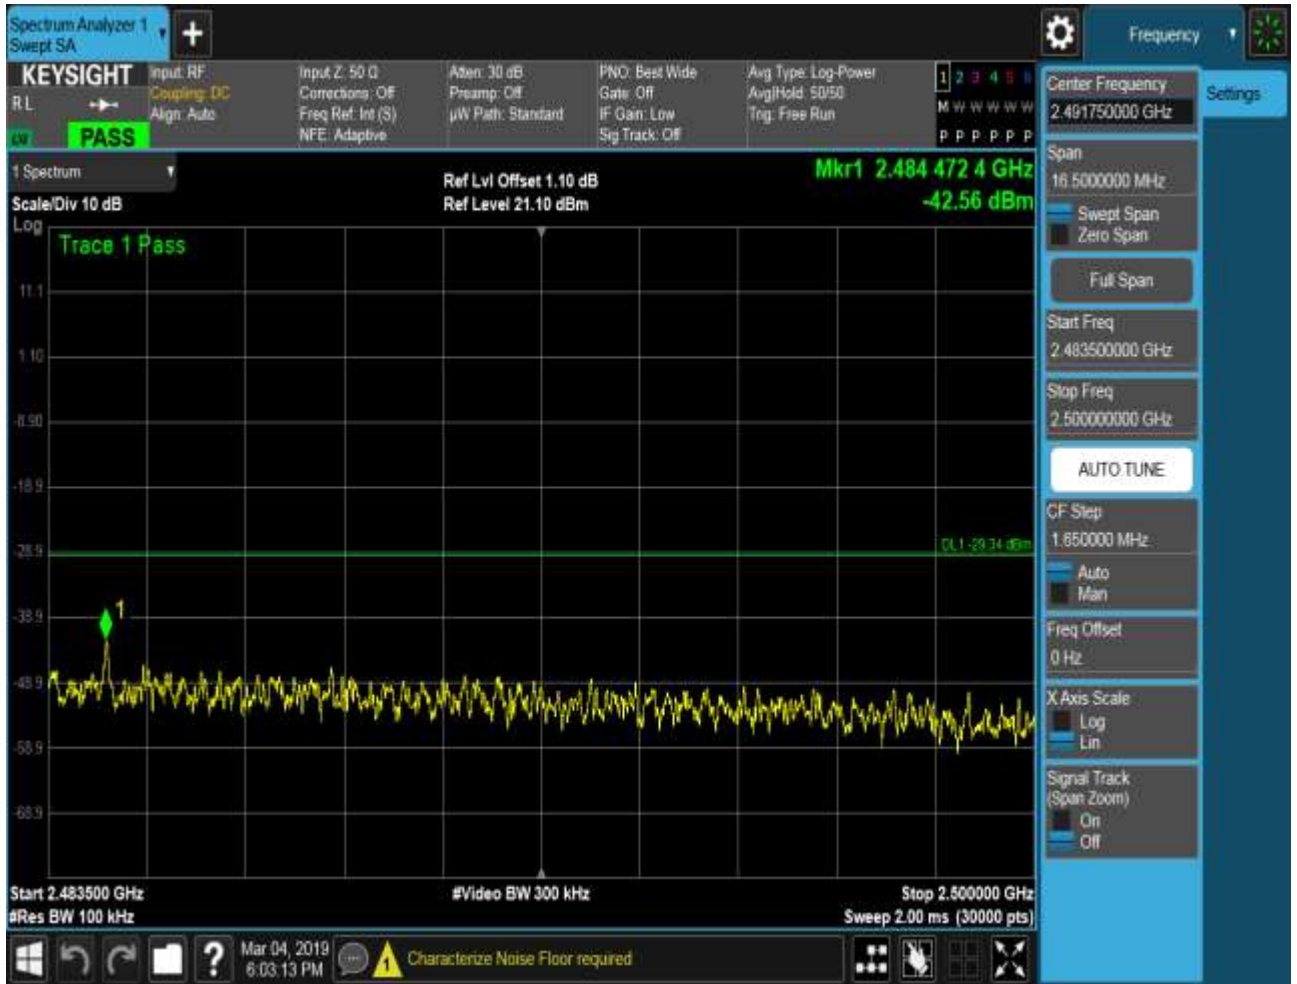 Spectrum Analyzer 1
Swept SA
Frequency
KEYSIGHT
R L
PASS
Input: RF
Coupling: DC
Align: Auto
Input Z: 50 Ω
Corrections: Off
Freq Ref: Int (S)
NFE: Adaptive
Atten: 30 dB
Preamp: Off
µW Path: Standard
PNO: Best Wide
Gate: Off
IF Gain: Low
Sig Track: Off
Avg Type: Log-Power
Avg|Hold: 50/50
Trig: Free Run
1 2 3 4 5 6
M W W W W W
P P P P P P
1 Spectrum
Scale/Div 10 dB
Ref Lvl Offset 1.10 dB
Ref Level 21.10 dBm
Mkr1 2.484 472 4 GHz
-42.56 dBm
Log
Trace 1 Pass
11.1
1.10
-8.90
-18.9
-28.9
DL1 -29.34 dBm
-38.9
1
-48.9
-58.9
-68.9
Start 2.483500 GHz
#Video BW 300 kHz
Stop 2.500000 GHz
#Res BW 100 kHz
Sweep 2.00 ms (30000 pts)
Center Frequency
2.491750000 GHz
Settings
Span
16.5000000 MHz
Swept Span
Zero Span
Full Span
Start Freq
2.483500000 GHz
Stop Freq
2.500000000 GHz
AUTO TUNE
CF Step
1.650000 MHz
Auto
Man
Freq Offset
0 Hz
X Axis Scale
Log
Lin
Signal Track
(Span Zoom)
On
Off
?
Mar 04, 2019
6:03:13 PM
1
Characterize Noise Floor required